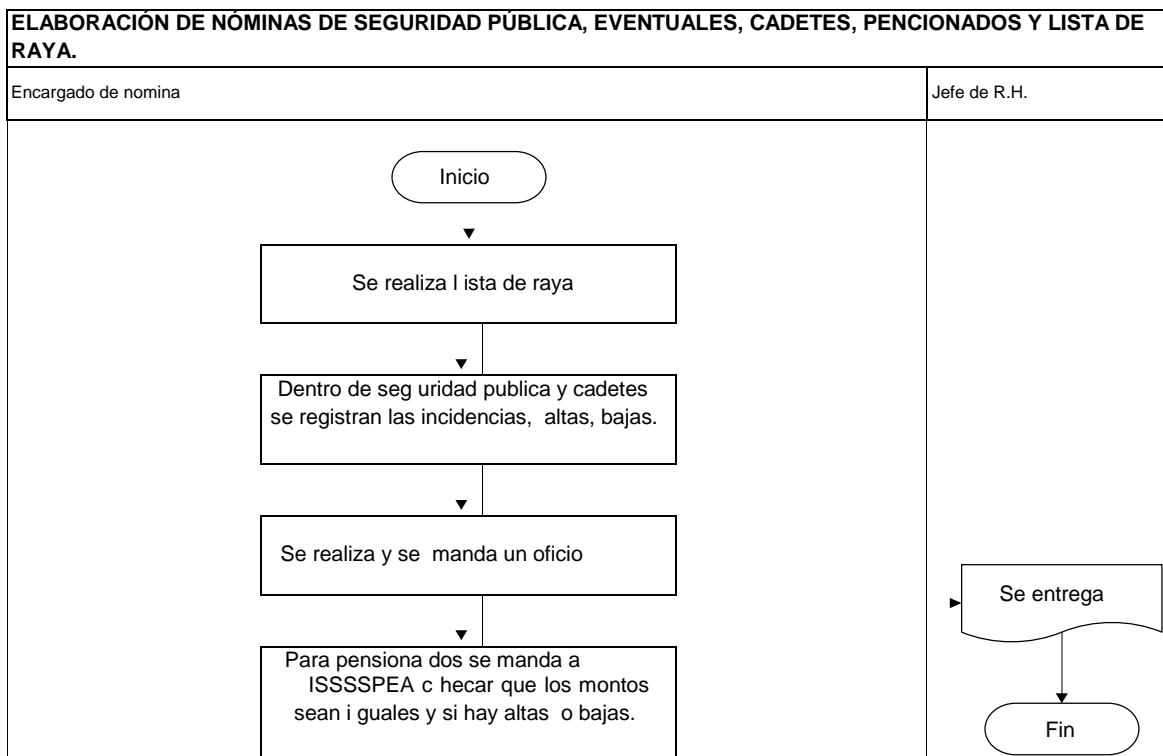 ELABORACIÓN DE NÓMINAS DE SEGURIDAD PÚBLICA, EVENTUALES, CADETES, PENCIONADOS Y LISTA DE
RAYA.
Encargado de nomina
Jefe de R.H.
Inicio
Se realiza l ista de raya
Dentro de seg uridad publica y cadetes
se registran las incidencias, altas, bajas.
Se realiza y se manda un oficio
Para pensiona dos se manda a
ISSSSPEA c hecar que los montos
sean i guales y si hay altas o bajas.
Se entrega
Fin